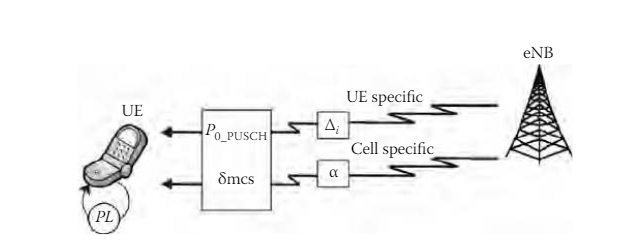 eNB
UE specific
UE
P0_PUSCH
Δi
Cell specific
δmcs
α
PL